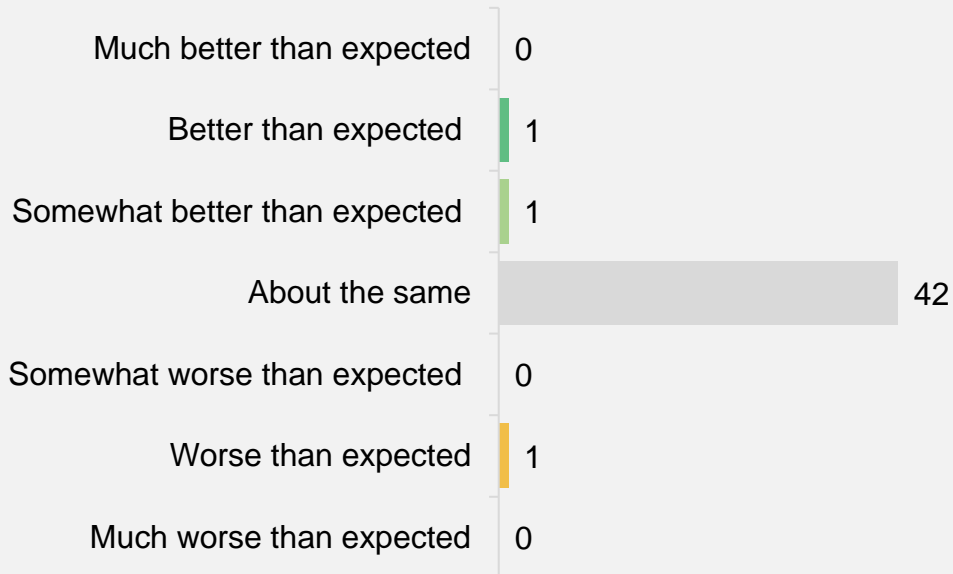 Much better than expected 0
Better than expected 1
Somewhat better than expected 1
About the same 42
Somewhat worse than expected 0
Worse than expected 1
Much worse than expected 0